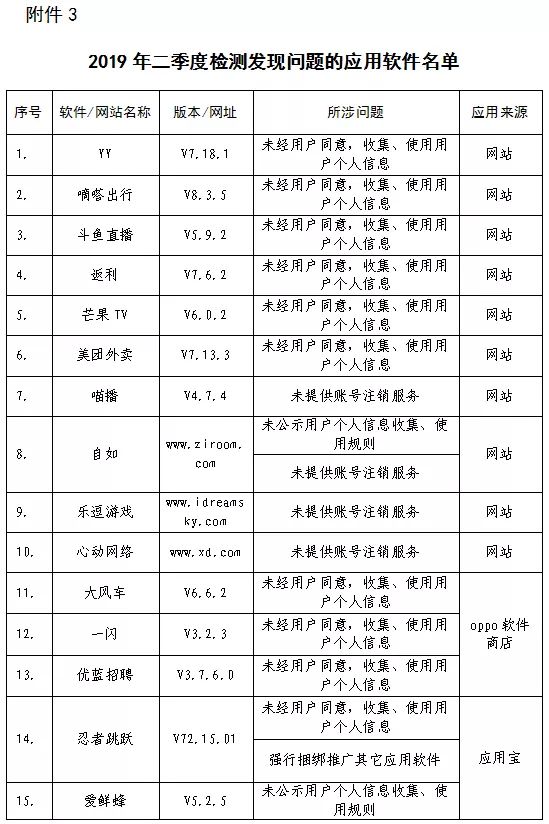 附件 3
2019 年二季度检测发现问题的应用软件名单
序号 软件/网站名称 版本/网址 所涉问题 应用来源
1. YY V7.18.1 未经用户同意，收集、使用用
户个人信息 网站
2. 嘀嗒出行 V8.3.5 未经用户同意，收集、使用用
户个人信息 网站
3. 斗鱼直播 V5.9.2 未经用户同意，收集、使用用
户个人信息 网站
4. 返利 V7.6.2 未经用户同意，收集、使用用
户个人信息 网站
5. 芒果 TV V6.0.2 未经用户同意，收集、使用用
户个人信息 网站
6. 美团外卖 V7.13.3 未经用户同意，收集、使用用
户个人信息 网站
7. 喵播 V4.7.4 未提供账号注销服务 网站
8. 自如 www.ziroom.
com 未公示用户个人信息收集、使
用规则
未提供账号注销服务 网站
9. 乐逗游戏 www.idreams
ky.com 未提供账号注销服务 网站
10. 心动网络 www.xd.com 未提供账号注销服务 网站
11. 大风车 V6.6.2 未经用户同意，收集、使用用
户个人信息
12. 一闪 V3.2.3 未经用户同意，收集、使用用
户个人信息 oppo 软件
商店
13. 优蓝招聘 V3.7.6.0 未经用户同意，收集、使用用
户个人信息
14. 忍者跳跃 V72.15.01 未经用户同意，收集、使用用
户个人信息
强行捆绑推广其它应用软件 应用宝
15. 爱鲜蜂 V5.2.5 未公示用户个人信息收集、使
用规则